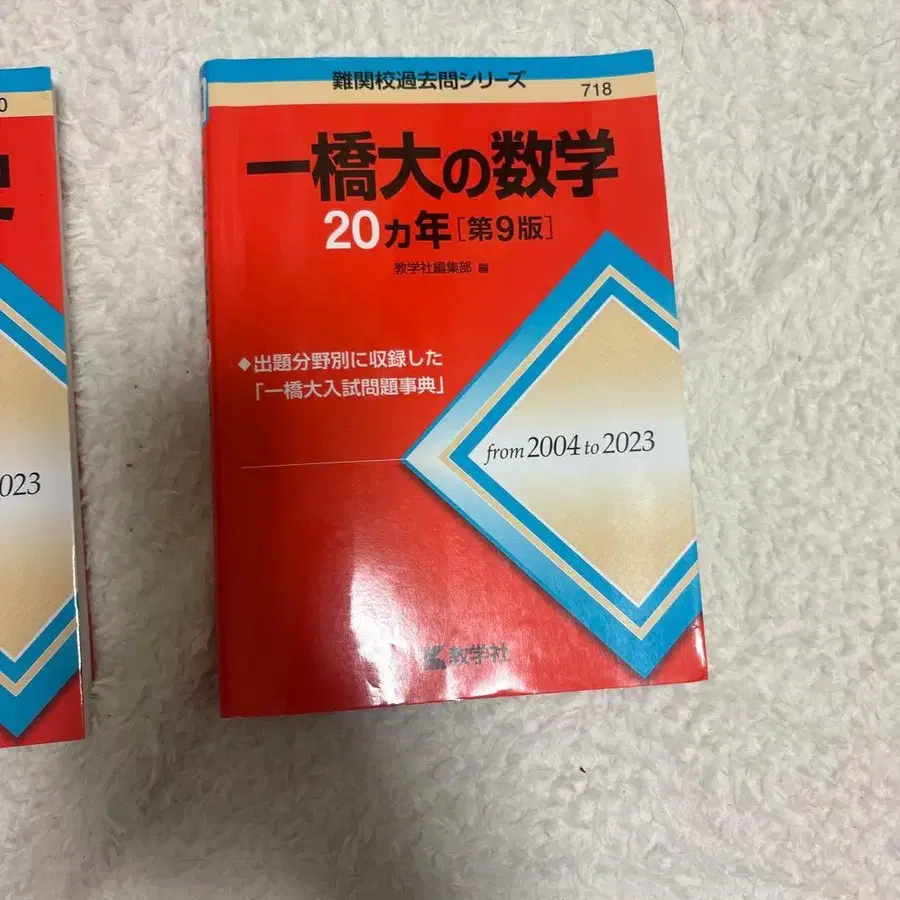 難関校過去問シリーズ
718
一橋大の数学
20ヵ年[第9版]
教学社編集部 編
◆出題分野別に収録した
「一橋大入試問題事典」
from 2004 to 2023
教学社
0
023